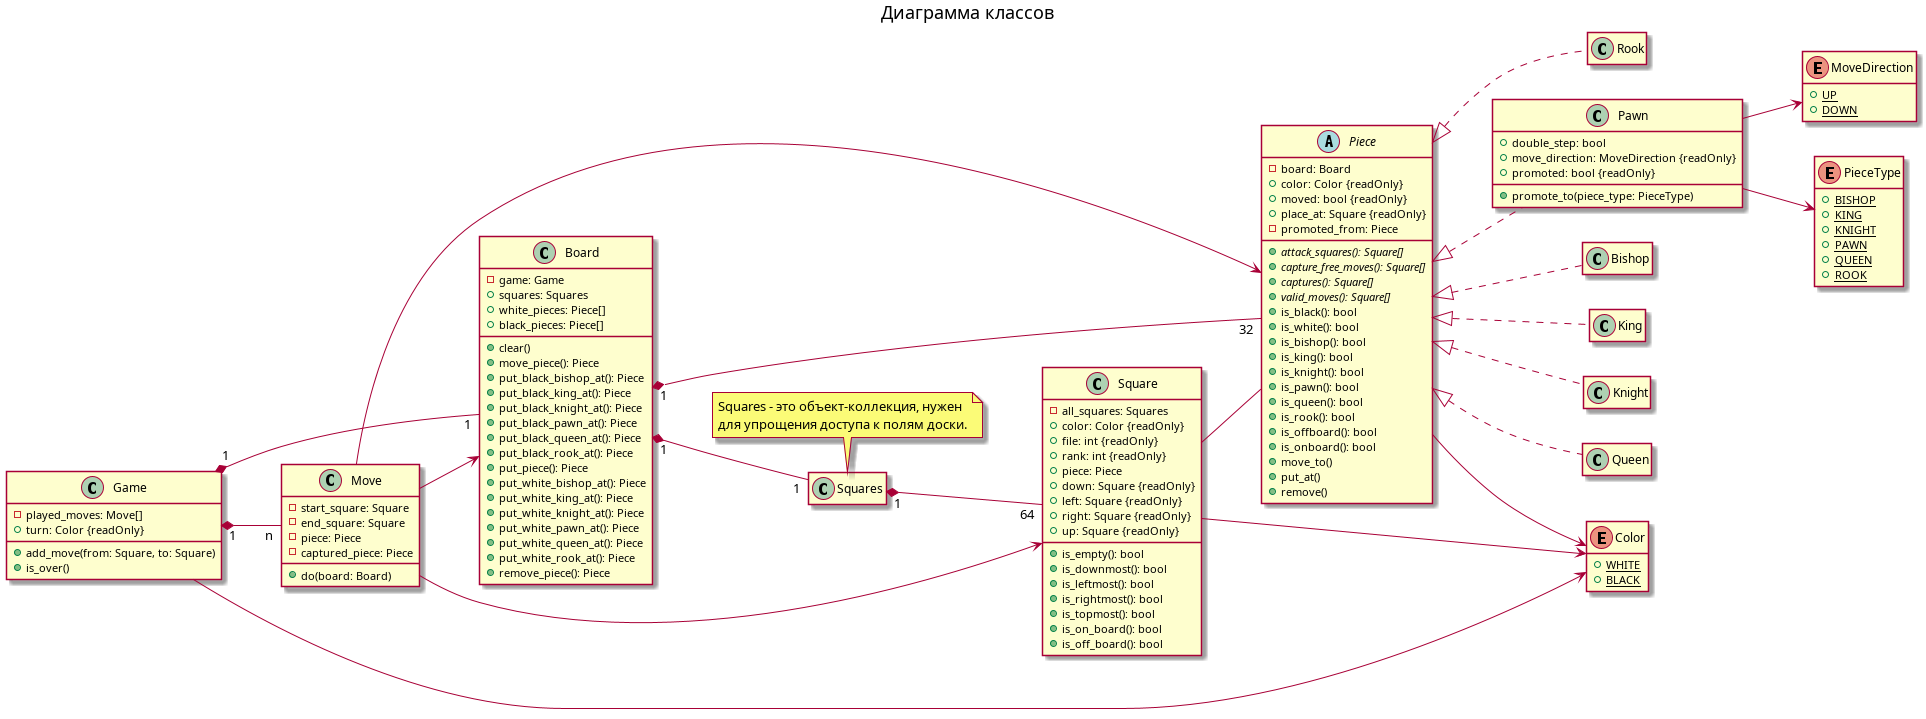 Диаграмма классов
C Game
played_moves: Move[]
turn: Color {readOnly}
add_move(from: Square, to: Square)
is_over()
1
1
1
n
C Move
start_square: Square
end_square: Square
piece: Piece
captured_piece: Piece
do(board: Board)
C Board
game: Game
squares: Squares
white_pieces: Piece[]
black_pieces: Piece[]
clear()
move_piece(): Piece
put_black_bishop_at(): Piece
put_black_king_at(): Piece
put_black_knight_at(): Piece
put_black_pawn_at(): Piece
put_black_queen_at(): Piece
put_black_rook_at(): Piece
put_piece(): Piece
put_white_bishop_at(): Piece
put_white_king_at(): Piece
put_white_knight_at(): Piece
put_white_pawn_at(): Piece
put_white_queen_at(): Piece
put_white_rook_at(): Piece
remove_piece(): Piece
1
32
1
1
Squares - это объект-коллекция, нужен
для упрощения доступа к полям доски.
C Squares
1
64
C Square
all_squares: Squares
color: Color {readOnly}
file: int {readOnly}
rank: int {readOnly}
piece: Piece
down: Square {readOnly}
left: Square {readOnly}
right: Square {readOnly}
up: Square {readOnly}
is_empty(): bool
is_downmost(): bool
is_leftmost(): bool
is_rightmost(): bool
is_topmost(): bool
is_on_board(): bool
is_off_board(): bool
A Piece
board: Board
color: Color {readOnly}
moved: bool {readOnly}
place_at: Square {readOnly}
promoted_from: Piece
attack_squares(): Square[]
capture_free_moves(): Square[]
captures(): Square[]
valid_moves(): Square[]
is_black(): bool
is_white(): bool
is_bishop(): bool
is_king(): bool
is_knight(): bool
is_pawn(): bool
is_queen(): bool
is_rook(): bool
is_offboard(): bool
is_onboard(): bool
move_to()
put_at()
remove()
C Rook
C Pawn
double_step: bool
move_direction: MoveDirection {readOnly}
promoted: bool {readOnly}
promote_to(piece_type: PieceType)
C Bishop
C King
C Knight
C Queen
E Color
WHITE
BLACK
E MoveDirection
UP
DOWN
E PieceType
BISHOP
KING
KNIGHT
PAWN
QUEEN
ROOK